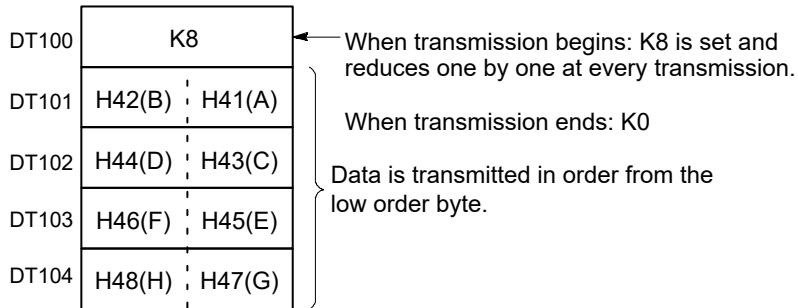 DT100 K8 When transmission begins: K8 is set and
reduces one by one at every transmission.
DT101 H42(B) H41(A)
When transmission ends: K0
DT102 H44(D) H43(C)
Data is transmitted in order from the
low order byte.
DT103 H46(F) H45(E)
DT104 H48(H) H47(G)